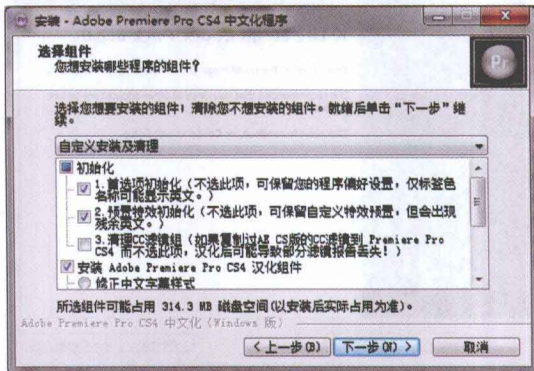 安装 - Adobe Premiere Pro CS4 中文化程序
选择组件
您想安装哪些程序的组件？
Pr
选择您想要安装的组件；清除您不想安装的组件。就绪后单击“下一步”继
续。
自定义安装及清理
初始化
1.首选项初始化（不选此项，可保留您的程序偏好设置，仅标签色
名称可能显示英文。）
2.预置特效初始化（不选此项，可保留自定义特效预置，但会出现
残余英文。）
3.清理CC滤镜组（如果复制过AE CS版的CC滤镜到 Premiere Pro
CS4 而不选此项，汉化后可能导致部分滤镜报告丢失！）
安装 Adobe Premiere Pro CS4 汉化组件
修正中文字幕样式
所选组件可能占用 314.3 MB 磁盘空间(以安装后实际占用为准)。
Adobe Premiere Pro CS4 中文化（Windows 版）
< 上一步(B)
下一步(N) >
取消